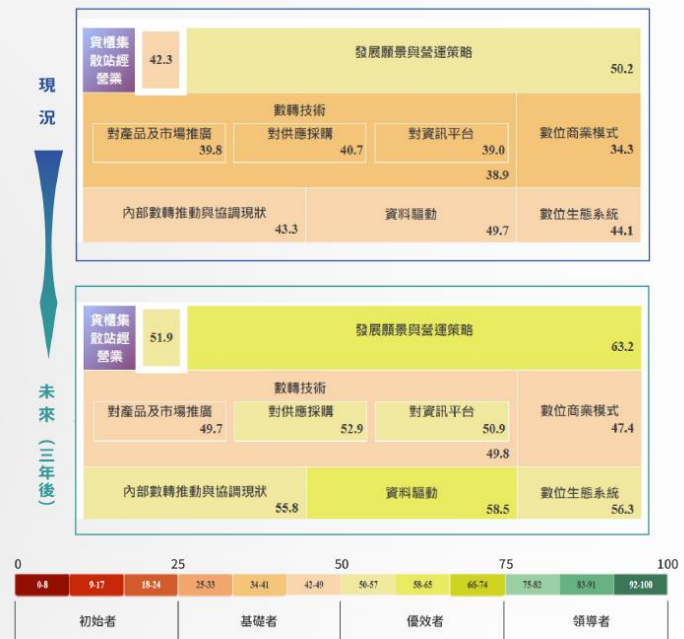 現況
貨櫃集
散站經
營業
42.3
發展願景與營運策略
50.2
數轉技術
對產品及市場推廣
39.8
對供應採購
40.7
對資訊平台
39.0
38.9
數位商業模式
34.3
內部數轉推動與協調現狀
43.3
資料驅動
49.7
數位生態系統
44.1
未來（三年後）
貨櫃集
散站經
營業
51.9
發展願景與營運策略
63.2
數轉技術
對產品及市場推廣
49.7
對供應採購
52.9
對資訊平台
50.9
49.8
數位商業模式
47.4
內部數轉推動與協調現狀
55.8
資料驅動
58.5
數位生態系統
56.3
0 25 50 75 100
0-8 9-17 18-24 25-33 34-41 42-49 50-57 58-65 66-74 75-82 83-91 92-100
初始者 基礎者 優效者 領導者